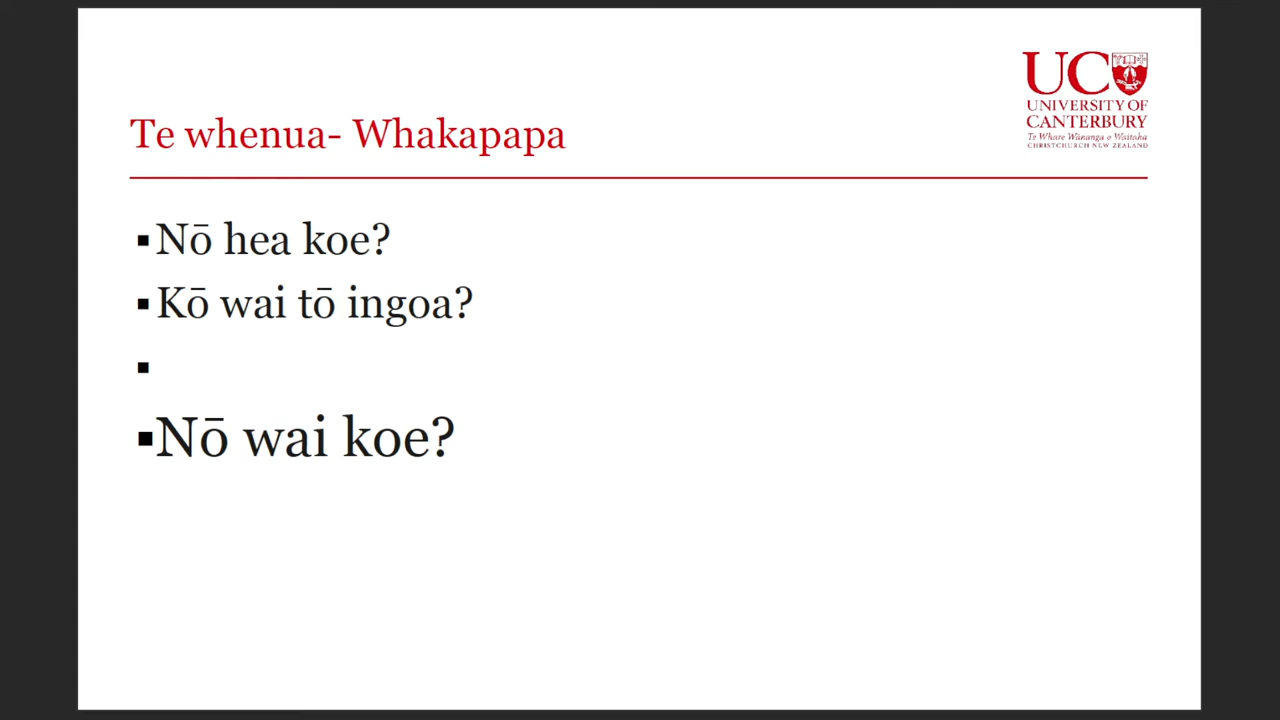 UC
UNIVERSITY OF
CANTERBURY
Te Whare Wānanga o Waitaha
CHRISTCHURCH NEW ZEALAND
Te whenua- Whakapapa
▪Nō hea koe?
▪Kō wai tō ingoa?
▪
▪Nō wai koe?